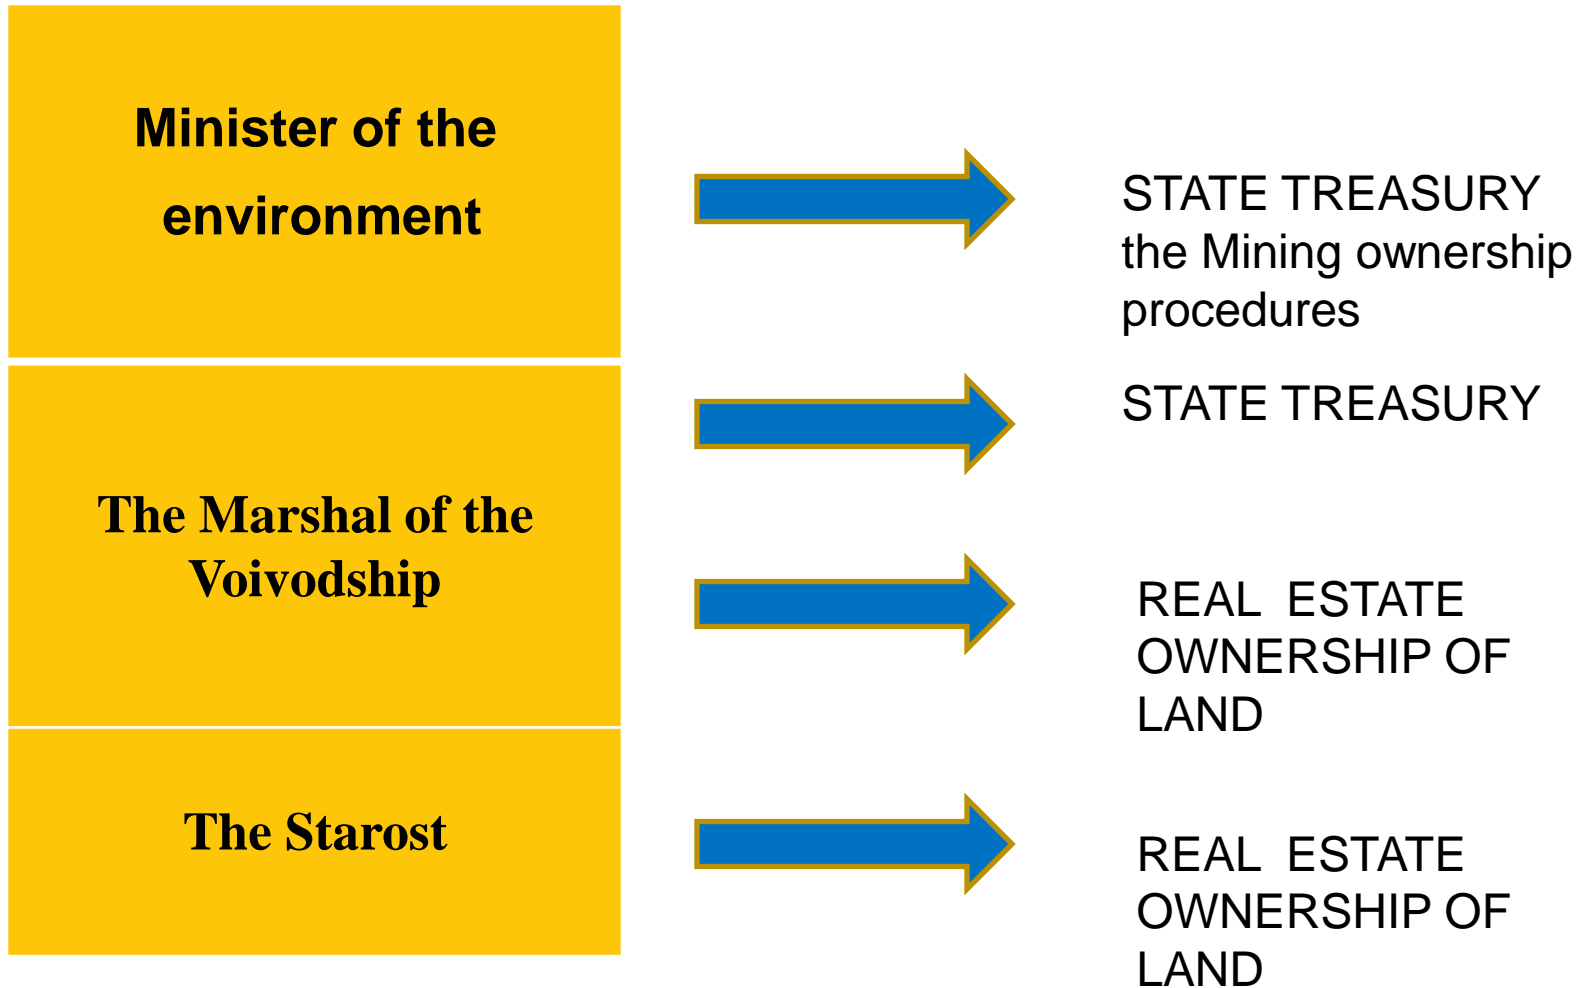 Minister of the
environment
STATE TREASURY
the Mining ownership
procedures
The Marshal of the
Voivodship
STATE TREASURY
REAL ESTATE
OWNERSHIP OF
LAND
The Starost
REAL ESTATE
OWNERSHIP OF
LAND